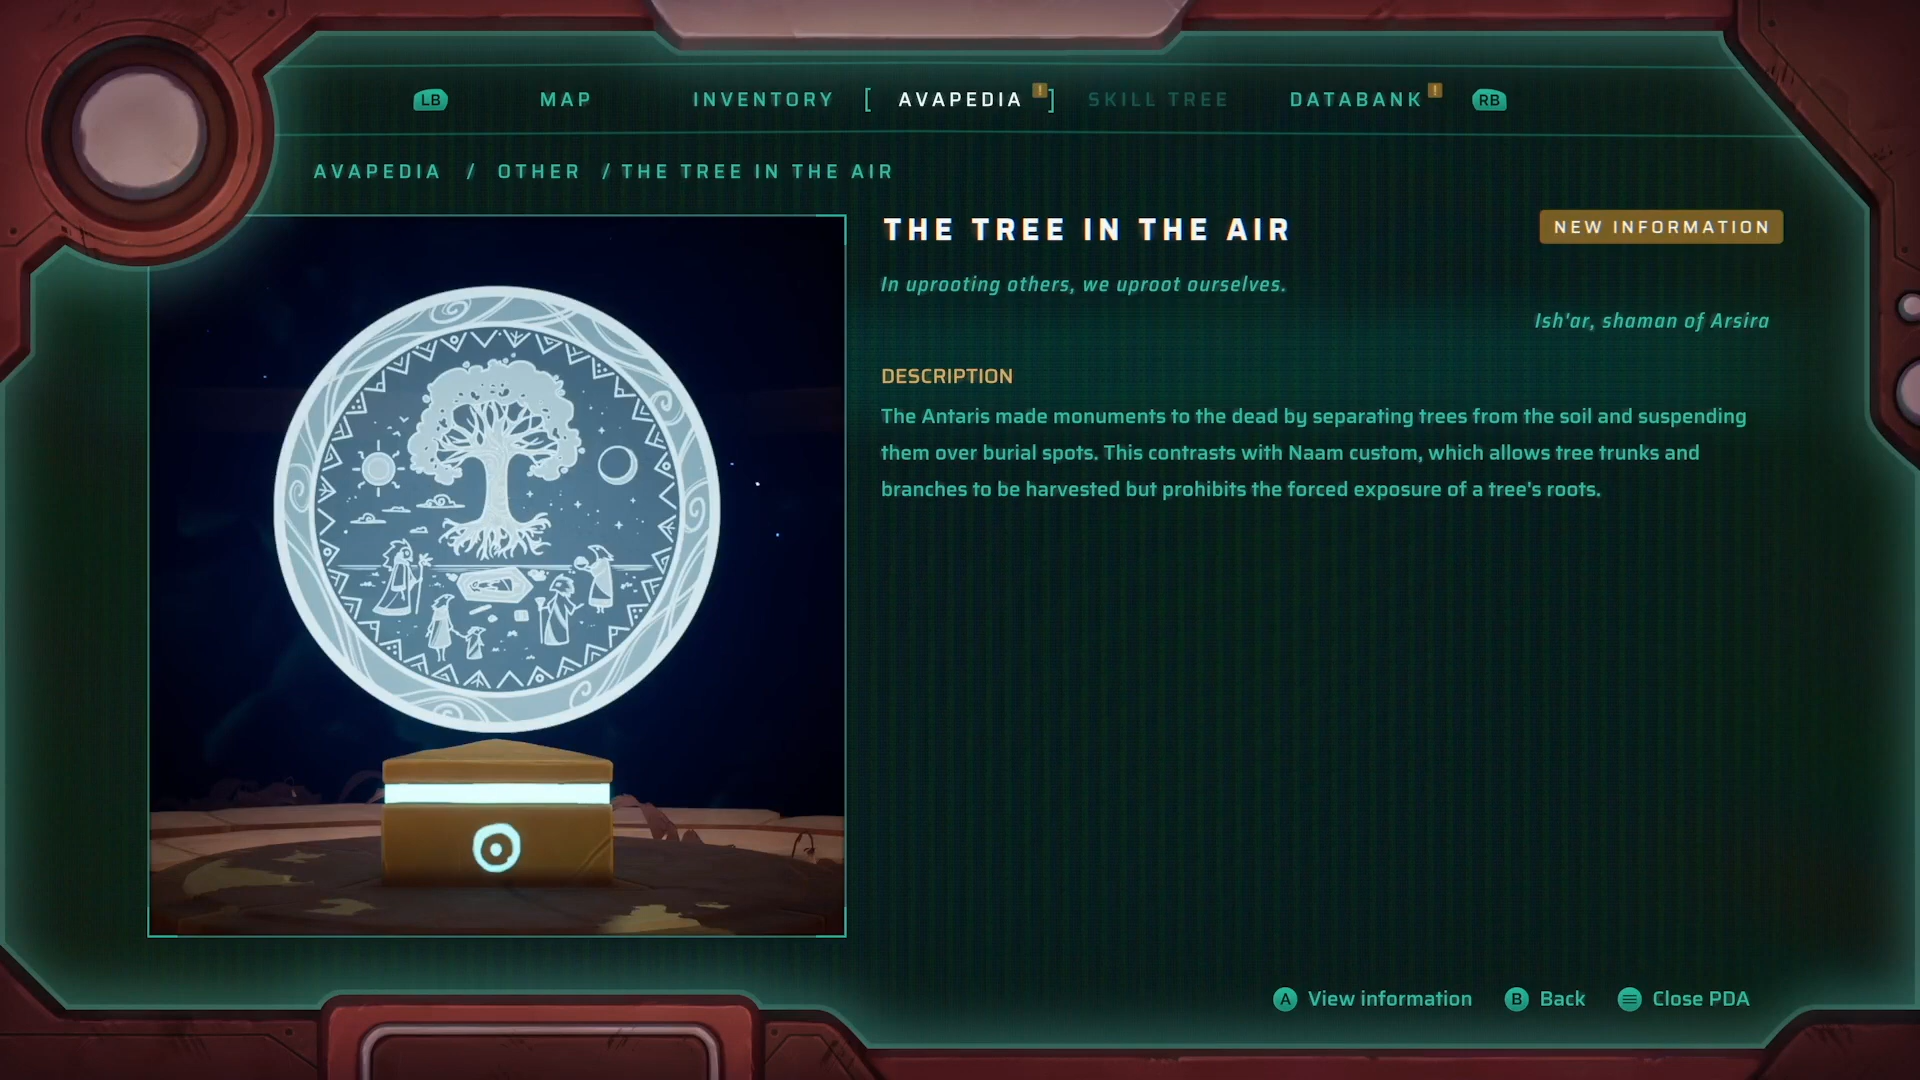 LB MAP INVENTORY [ AVAPEDIA ! ] SKILL TREE DATABANK ! RB
AVAPEDIA / OTHER / THE TREE IN THE AIR
THE TREE IN THE AIR
NEW INFORMATION
In uprooting others, we uproot ourselves.
Ish'ar, shaman of Arsira
DESCRIPTION
The Antaris made monuments to the dead by separating trees from the soil and suspending
them over burial spots. This contrasts with Naam custom, which allows tree trunks and
branches to be harvested but prohibits the forced exposure of a tree's roots.
A View information B Back Close PDA